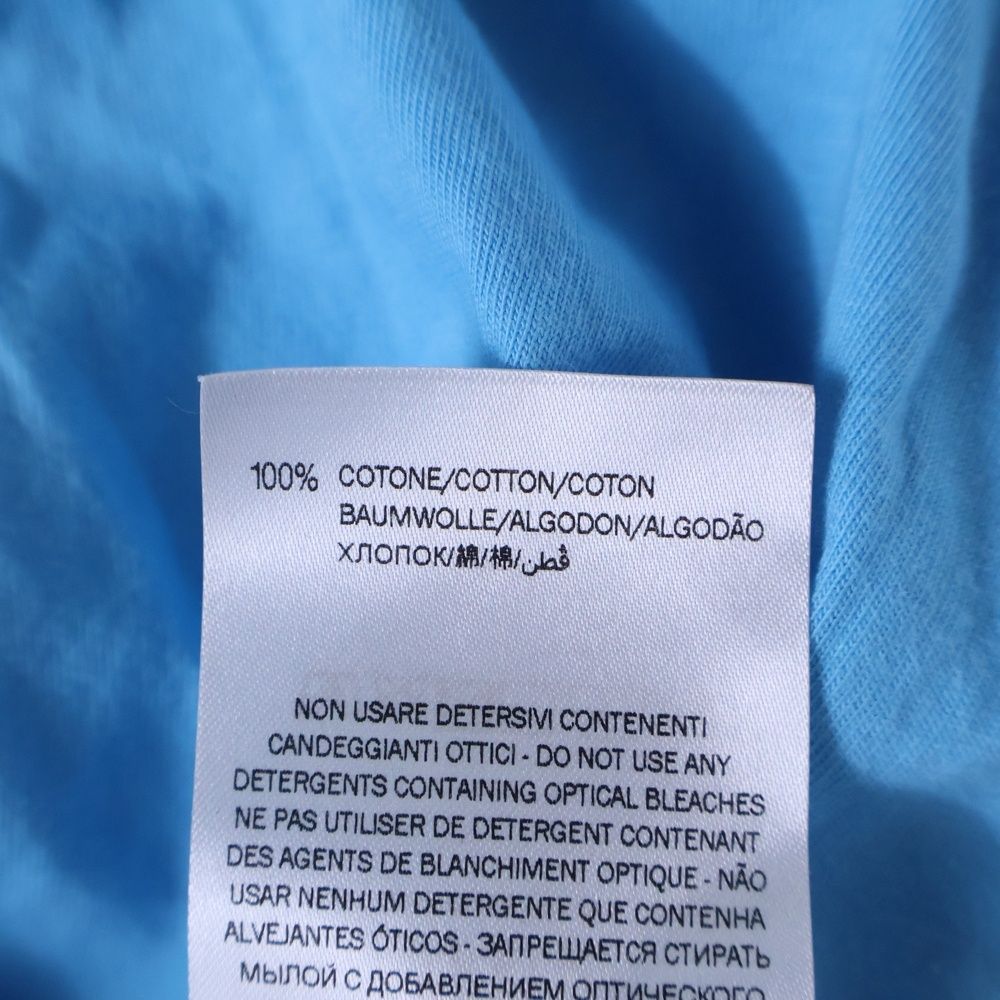 100% COTONE/COTTON/COTON
BAUMWOLLE/ALGODON/ALGODÃO
ХЛОПОК/綿/棉/قطن
NON USARE DETERSIVI CONTENENTI
CANDEGGIANTI OTTICI - DO NOT USE ANY
DETERGENTS CONTAINING OPTICAL BLEACHES
NE PAS UTILISER DE DETERGENT CONTENANT
DES AGENTS DE BLANCHIMENT OPTIQUE - NÃO
USAR NENHUM DETERGENTE QUE CONTENHA
ALVEJANTES ÓTICOS - ЗАПРЕЩАЕТСЯ СТИРАТЬ
МЫЛОЙ С ДОБАВЛЕНИЕМ ОПТИЧЕСКОГО